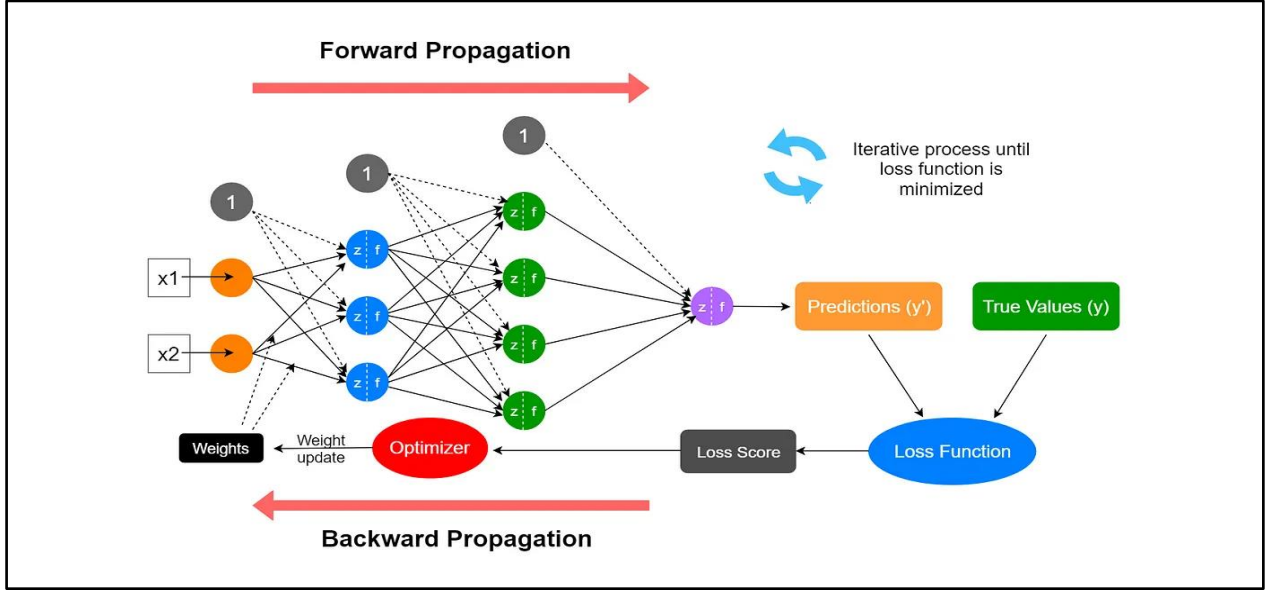 Forward Propagation
1
1
1
Iterative process until
loss function is
minimized
x1
x2
z f
z f
z f
z f
z f
z f
z f
z f
Predictions (y')
True Values (y)
Weights
Weight
update
Optimizer
Loss Score
Loss Function
Backward Propagation